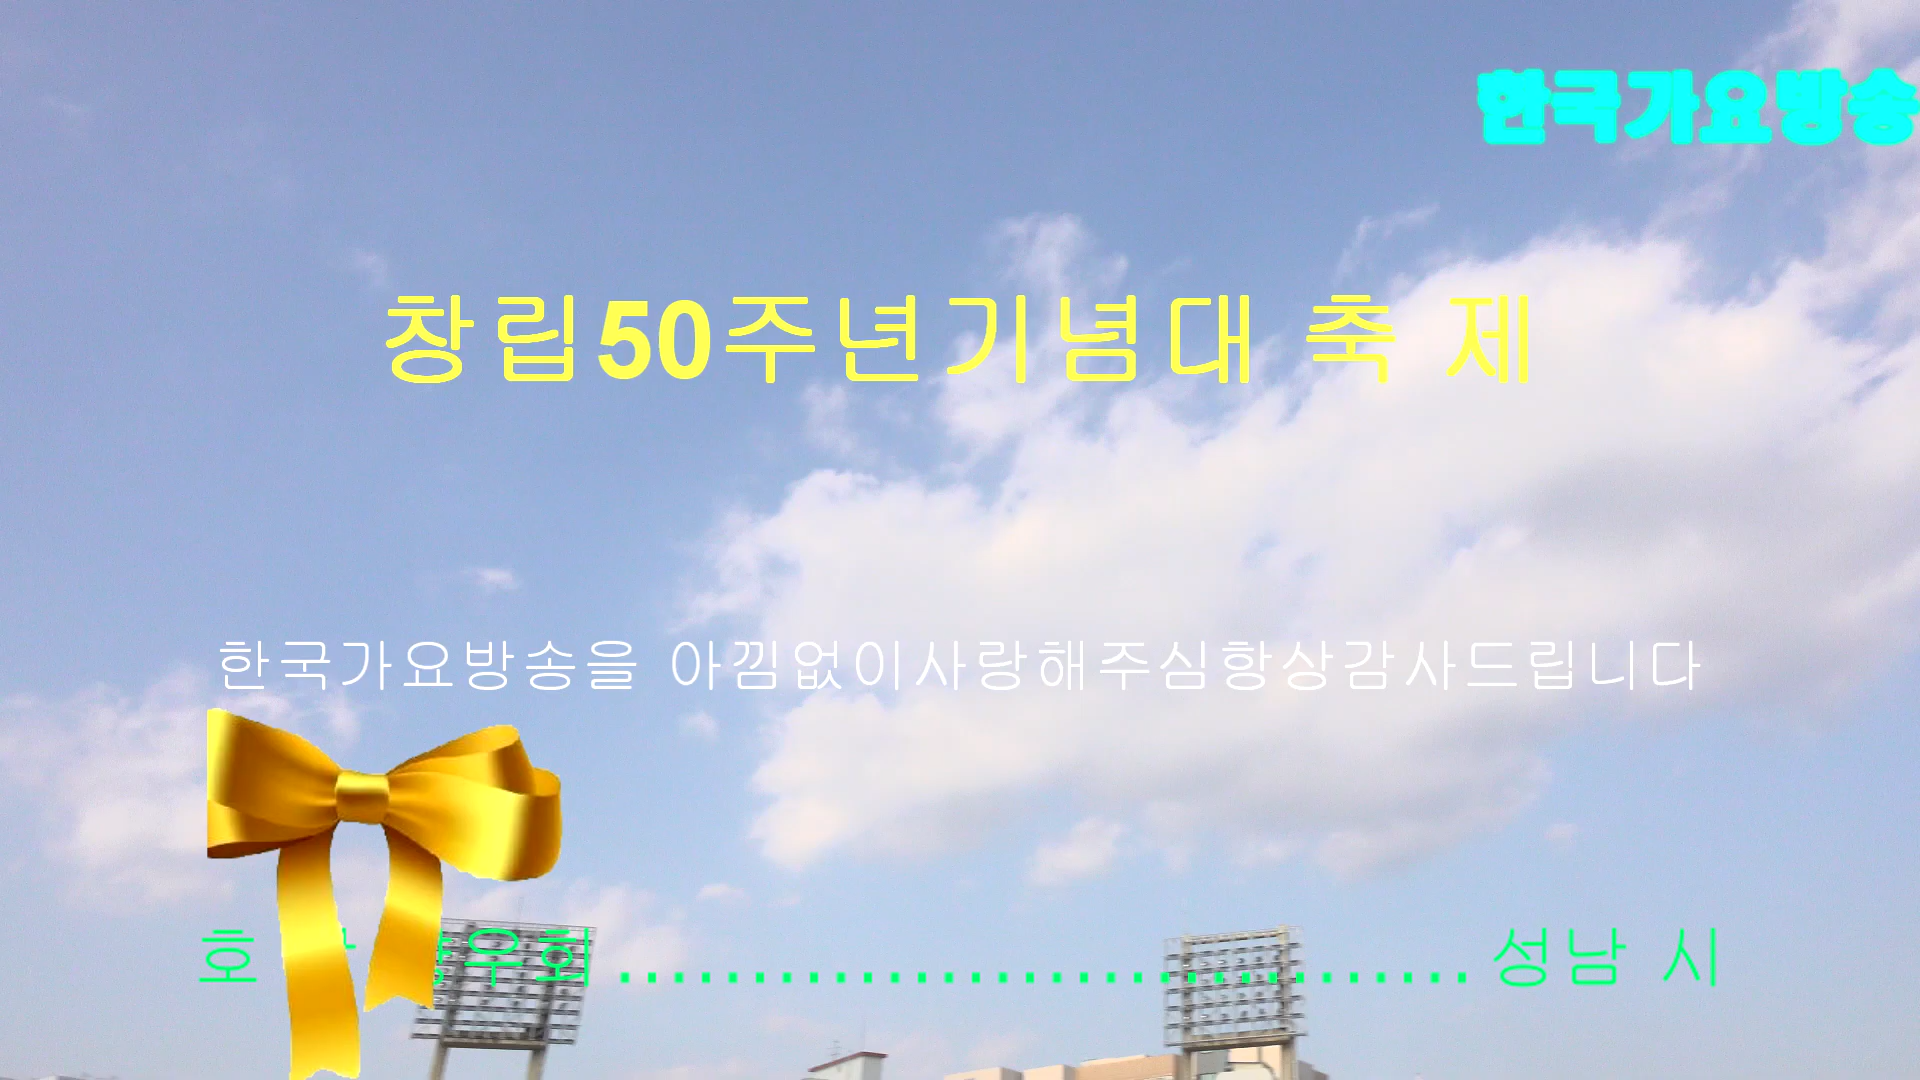 한국가요방송
창립50주년기념대 축 제
한국가요방송을 아낌없이사랑해주심항상감사드립니다
호 우회................................성남 시